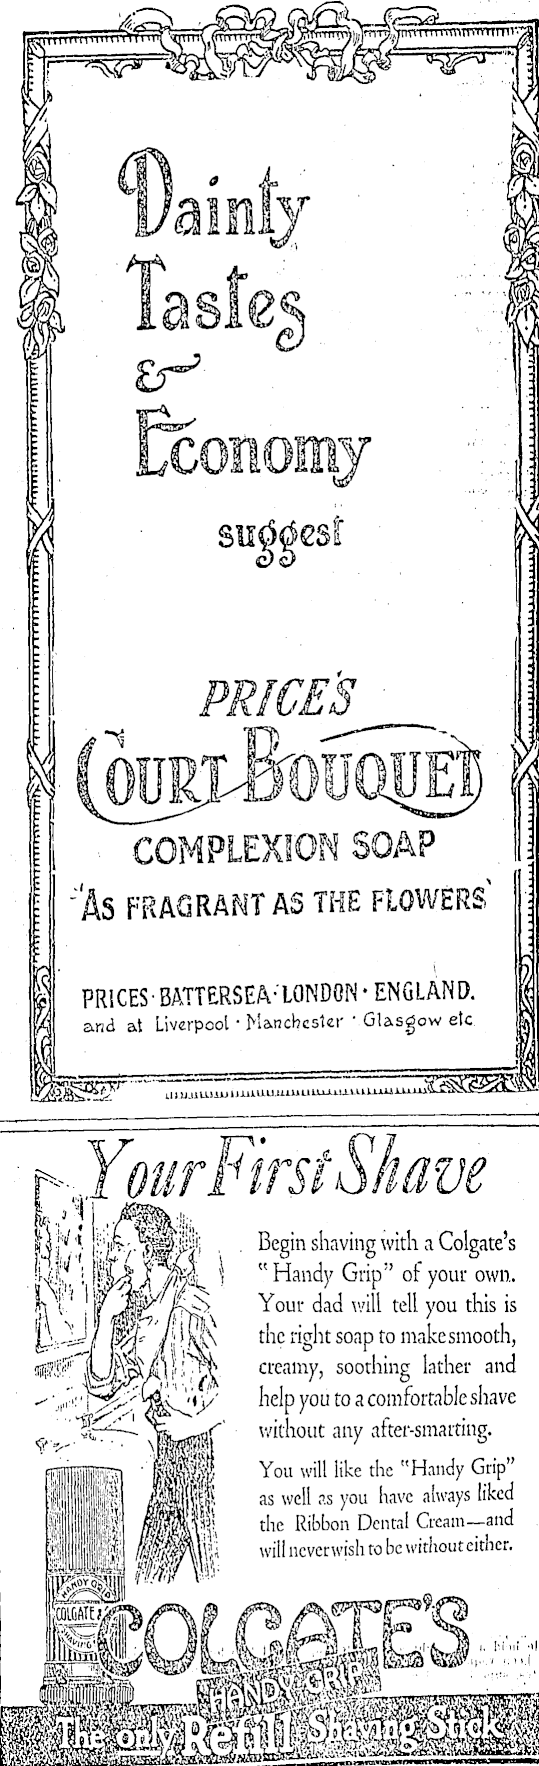 Dainty
Tastes
&
Economy
suggest
PRICE'S
COURT BOUQUET
COMPLEXION SOAP
"AS FRAGRANT AS THE FLOWERS"
PRICES · BATTERSEA · LONDON · ENGLAND.
and at Liverpool · Manchester · Glasgow etc
Your First Shave
Begin shaving with a Colgate's
"Handy Grip" of your own.
Your dad will tell you this is
the right soap to make smooth,
creamy, soothing lather and
help you to a comfortable shave
without any after-smarting.
You will like the "Handy Grip"
as well as you have always liked
the Ribbon Dental Cream—and
will never wish to be without either.
HANDY GRIP
COLGATE &
SHAVING
COLGATE'S
HANDY GRIP
The only Refill Shaving Stick